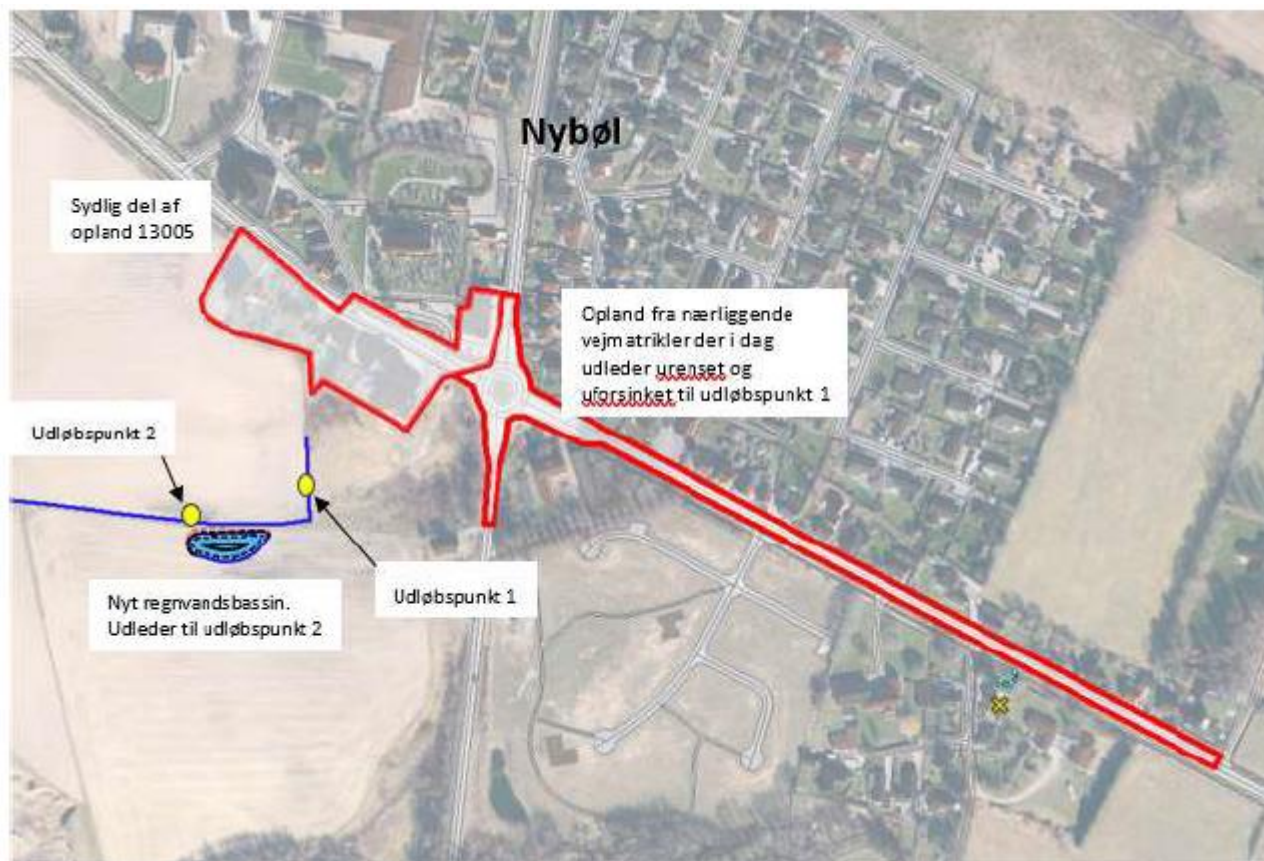 Nybøl
Sydlig del af
opland 13005
Opland fra nærliggende
vejmatrikler der i dag
udleder urenset og
uforsinket til udløbspunkt 1
Udløbspunkt 2
Udløbspunkt 1
Nyt regnvandsbassin.
Udleder til udløbspunkt 2